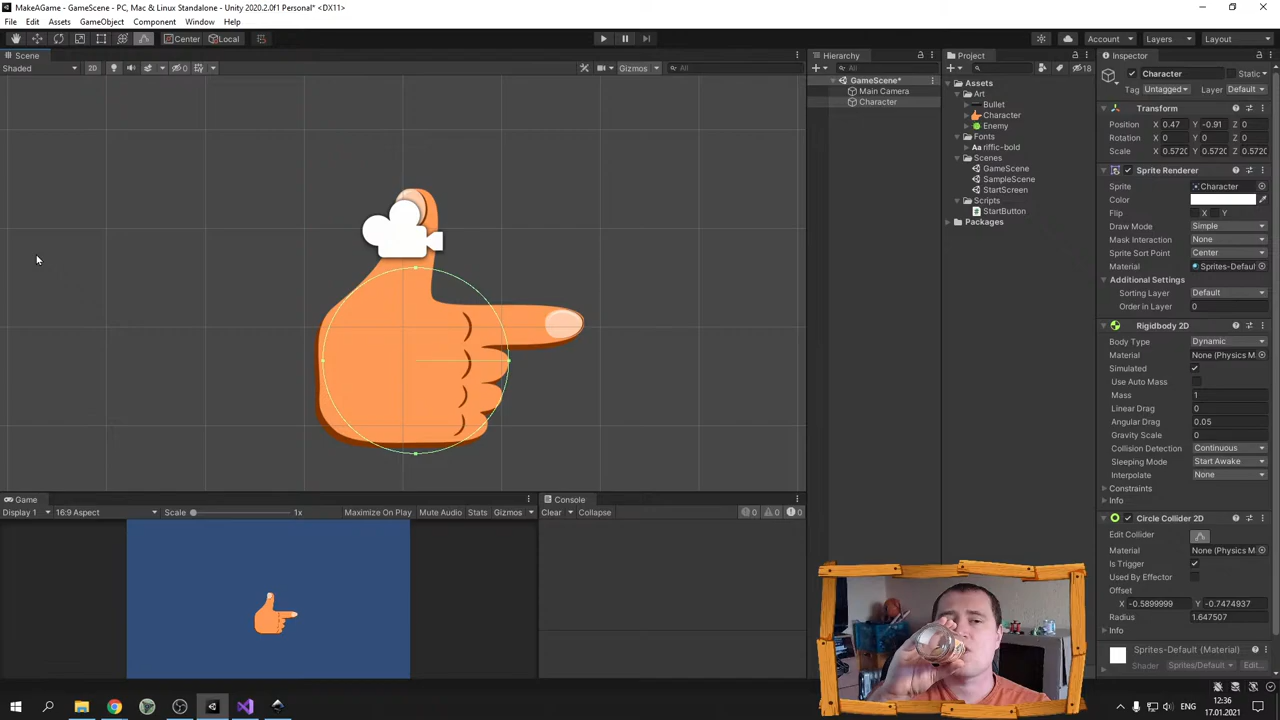 MakeAGame - GameScene - PC, Mac & Linux Standalone - Unity 2020.2.0f1 Personal* <DX11>
File Edit Assets GameObject Component Window Help
Center Local
Account Layers Layout
Scene
Shaded 2D 0 Gizmos All
Hierarchy
All
GameScene*
Main Camera
Character
Project
18
Assets
Art
Bullet
Character
Enemy
Fonts
Aa riffic-bold
Scenes
GameScene
SampleScene
StartScreen
Scripts
StartButton
Packages
Inspector
Character Static
Tag Untagged Layer Default
Transform
Position X 0.47 Y -0.91 Z 0
Rotation X 0 Y 0 Z 0
Scale X 0.5720 Y 0.5720 Z 0.5720
Sprite Renderer
Sprite Character
Color
Flip X Y
Draw Mode Simple
Mask Interaction None
Sprite Sort Point Center
Material Sprites-Defaul
Additional Settings
Sorting Layer Default
Order in Layer 0
Rigidbody 2D
Body Type Dynamic
Material None (Physics M
Simulated
Use Auto Mass
Mass 1
Linear Drag 0
Angular Drag 0.05
Gravity Scale 0
Collision Detection Continuous
Sleeping Mode Start Awake
Interpolate None
Constraints
Info
Circle Collider 2D
Edit Collider
Material None (Physics M
Is Trigger
Used By Effector
Offset
X -0.5899999 Y -0.7474937
Radius 1.647507
Info
Sprites-Default (Material)
Shader Sprites/Default Edit...
Game
Display 1 16:9 Aspect Scale 1x Maximize On Play Mute Audio Stats Gizmos
Console
Clear Collapse 0 0 0
ENG 12:36
17.01.2021